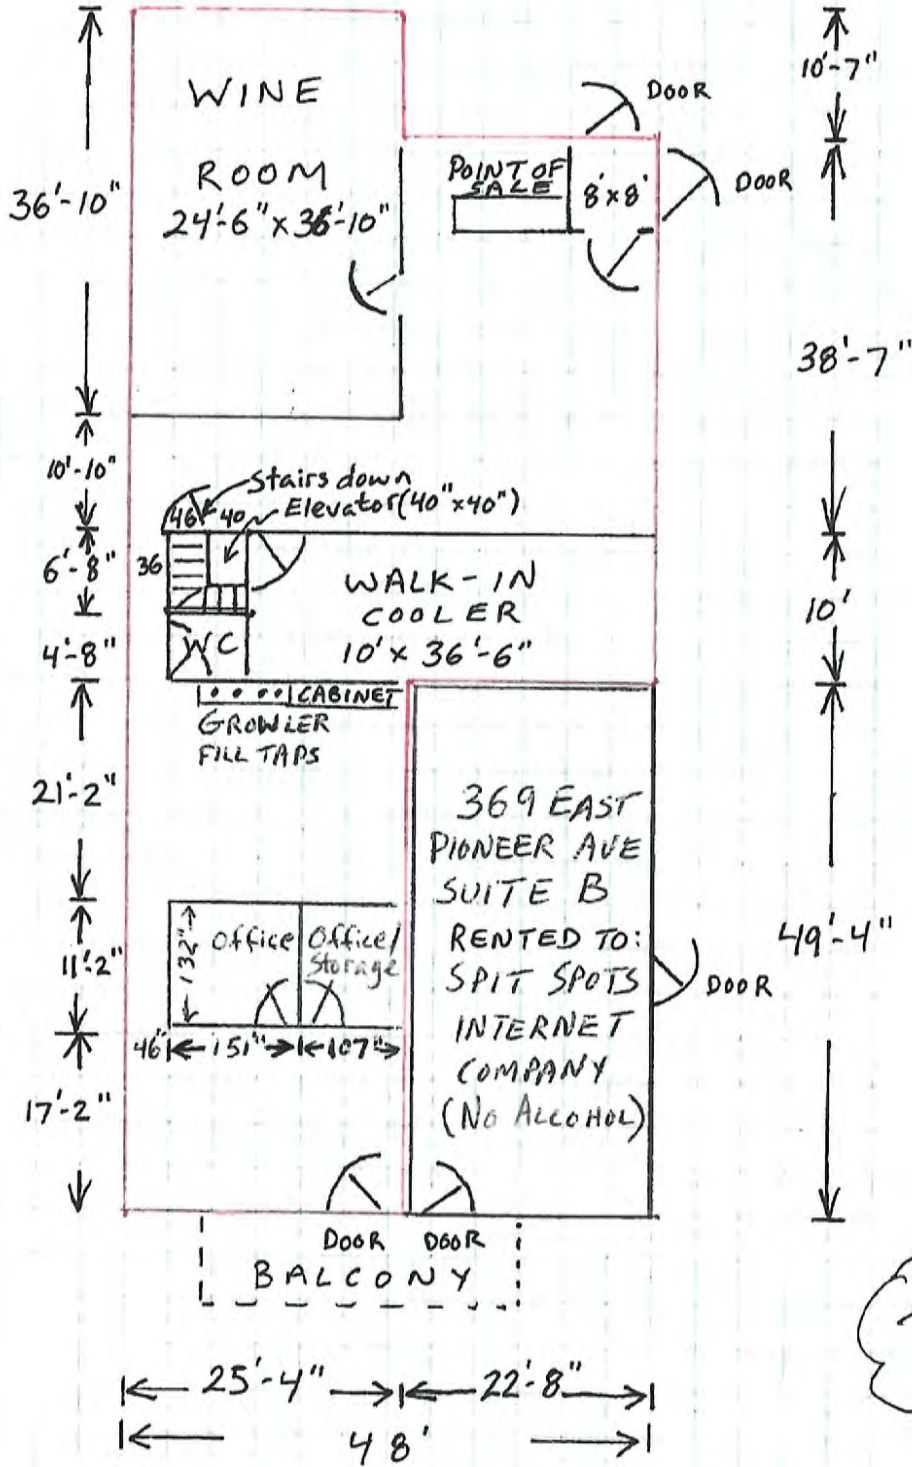 10'-7"
WINE
DOOR
ROOM
POINT OF
SALE
8'x8'
DOOR
36'-10"
24'-6" x 36'-10"
38'-7"
10'-10"
Stairs down
46 40
Elevator (40"x40")
6'-8"
36
WALK-IN
COOLER
10'
4'-8"
WC
10' x 36'-6"
CABINET
GROWLER
FILL TAPS
21'-2"
369 EAST
PIONEER AVE
SUITE B
RENTED TO:
SPIT SPOTS
INTERNET
COMPANY
(NO ALCOHOL)
49'-4"
DOOR
11'-2"
132"
Office
Office/
Storage
46"
151"
107"
17'-2"
DOOR
DOOR
BALCONY
25'-4"
22'-8"
48'